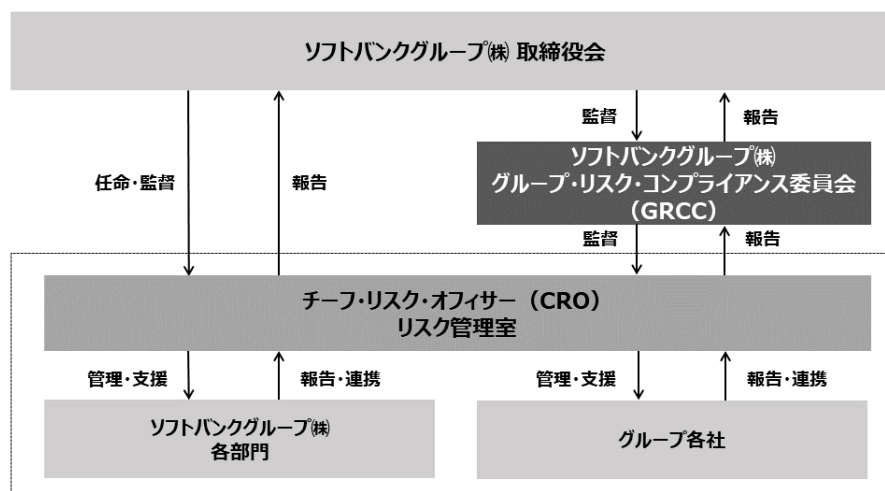 ソフトバンクグループ㈱ 取締役会
監督
報告
任命・監督
報告
ソフトバンクグループ㈱
グループ・リスク・コンプライアンス委員会
（GRCC）
監督
報告
チーフ・リスク・オフィサー（CRO）
リスク管理室
管理・支援
報告・連携
管理・支援
報告・連携
ソフトバンクグループ㈱
各部門
グループ各社